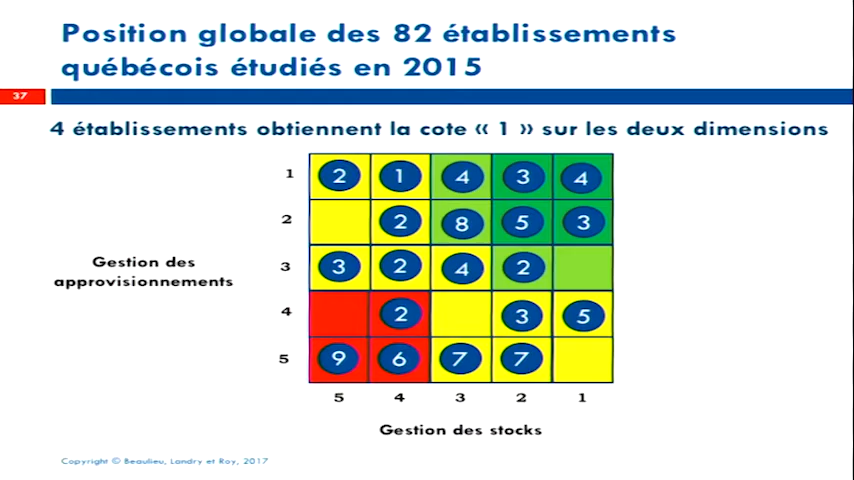 Position globale des 82 établissements
québécois étudiés en 2015
37
4 établissements obtiennent la cote « 1 » sur les deux dimensions
1 2 1 4 3 4
2 2 8 5 3
Gestion des
approvisionnements
3 3 2 4 2
4 2 3 5
5 9 6 7 7
5 4 3 2 1
Gestion des stocks
Copyright © Beaulieu, Landry et Roy, 2017